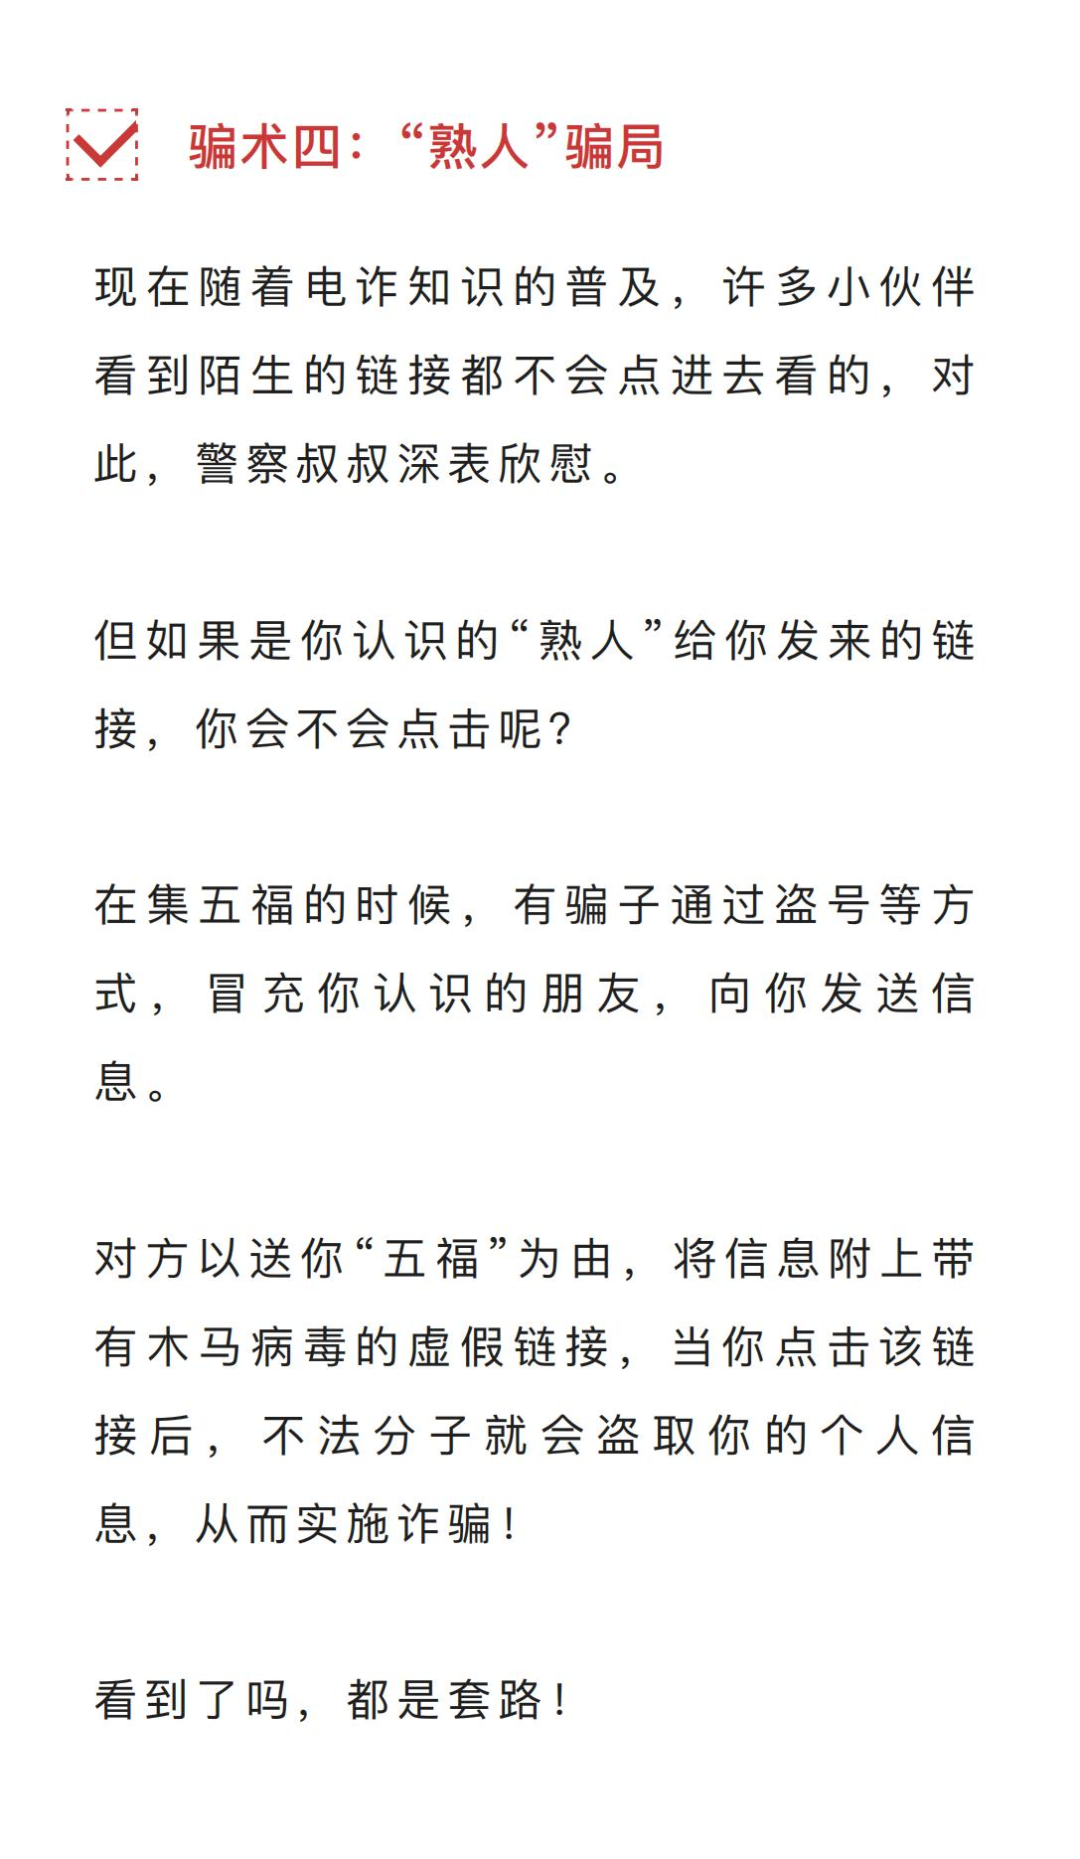 骗术四：“熟人”骗局
现在随着电诈知识的普及，许多小伙伴
看到陌生的链接都不会点进去看的，对
此，警察叔叔深表欣慰。
但如果是你认识的“熟人”给你发来的链
接，你会不会点击呢?
在集五福的时候，有骗子通过盗号等方
式，冒充你认识的朋友，向你发送信
息。
对方以送你“五福”为由，将信息附上带
有木马病毒的虚假链接，当你点击该链
接后，不法分子就会盗取你的个人信
息，从而实施诈骗！
看到了吗，都是套路！